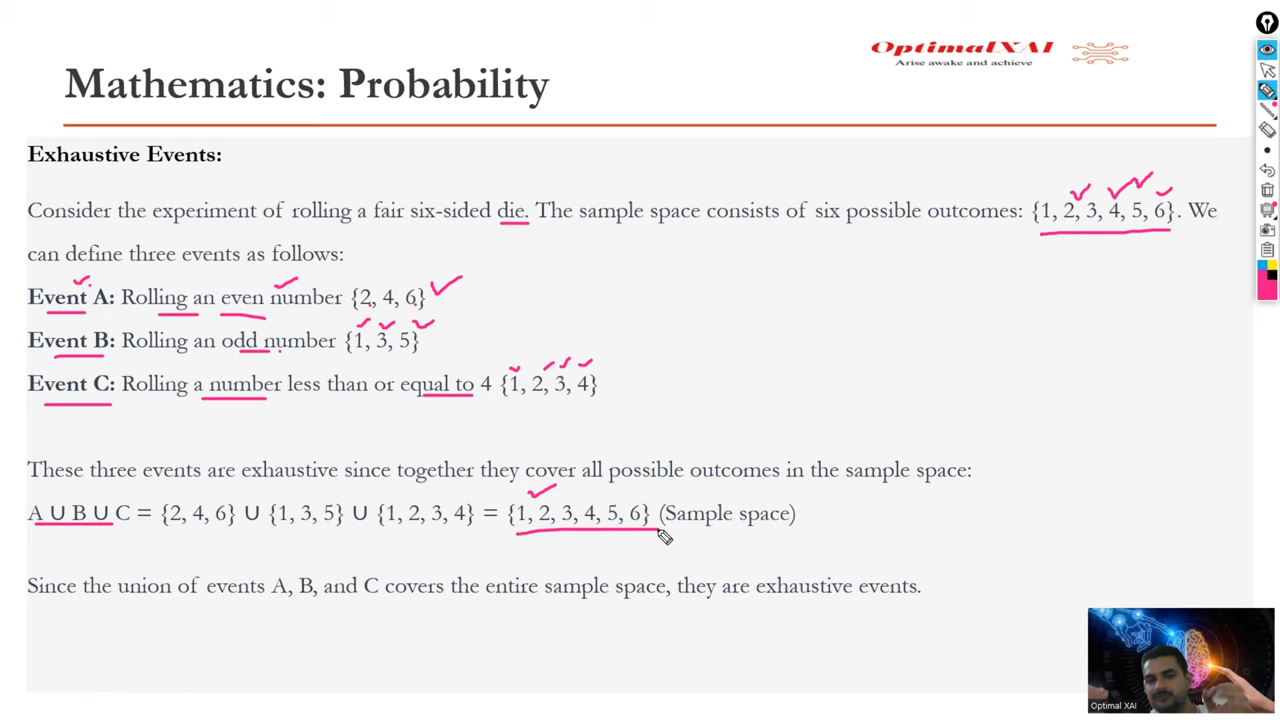 OptimalXAI
Arise awake and achieve
Mathematics: Probability
Exhaustive Events:
Consider the experiment of rolling a fair six-sided die. The sample space consists of six possible outcomes: {1, 2, 3, 4, 5, 6}. We
can define three events as follows:
Event A: Rolling an even number {2, 4, 6}
Event B: Rolling an odd number {1, 3, 5}
Event C: Rolling a number less than or equal to 4 {1, 2, 3, 4}
These three events are exhaustive since together they cover all possible outcomes in the sample space:
A ∪ B ∪ C = {2, 4, 6} ∪ {1, 3, 5} ∪ {1, 2, 3, 4} = {1, 2, 3, 4, 5, 6} (Sample space)
Since the union of events A, B, and C covers the entire sample space, they are exhaustive events.
Optimal XAI